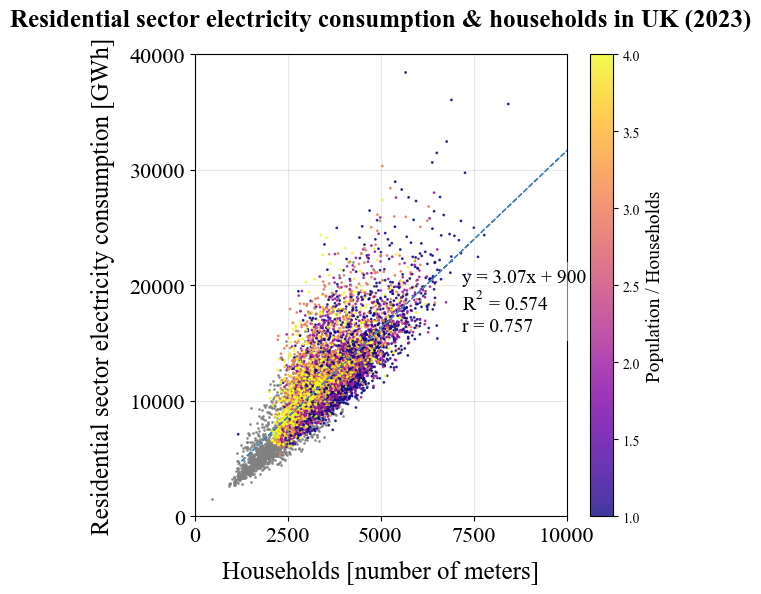 Residential sector electricity consumption & households in UK (2023)
Residential sector electricity consumption [GWh]
40000
30000
20000
10000
0
0
2500
5000
7500
10000
Households [number of meters]
y = 3.07x + 900
R² = 0.574
r = 0.757
4.0
3.5
3.0
2.5
2.0
1.5
1.0
Population / Households